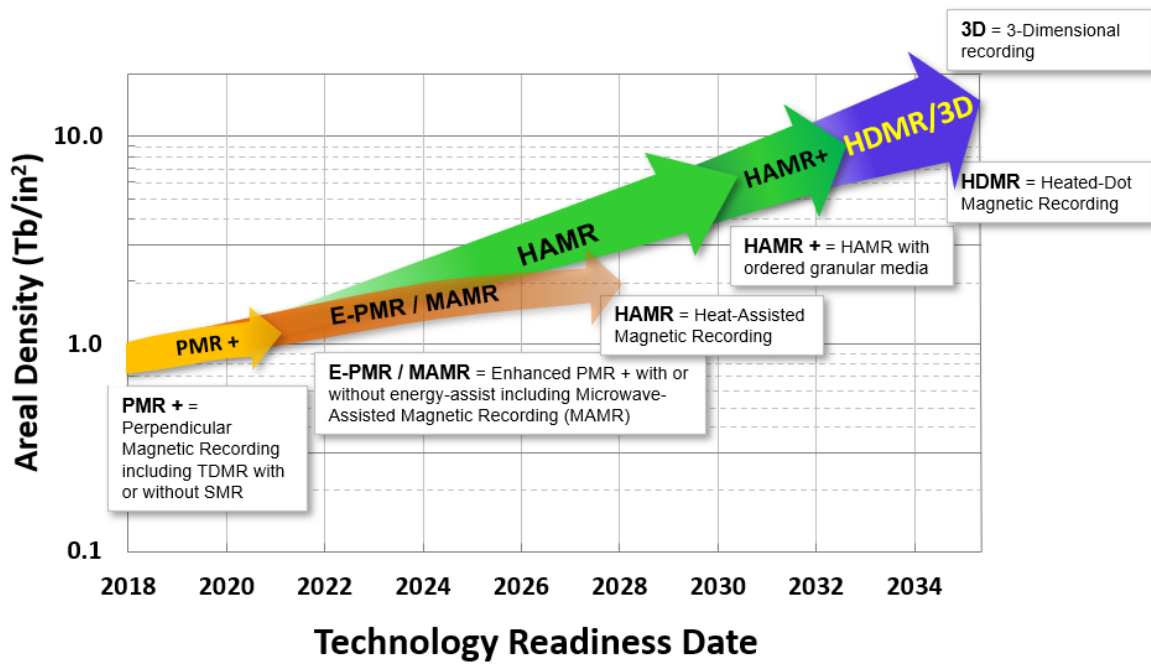 3D = 3-Dimensional
recording
10.0
1.0
0.1
Areal Density (Tb/in²)
PMR +
E-PMR / MAMR
HAMR
HAMR+
HDMR/3D
HDMR = Heated-Dot
Magnetic Recording
HAMR + = HAMR with
ordered granular media
HAMR = Heat-Assisted
Magnetic Recording
E-PMR / MAMR = Enhanced PMR + with or
without energy-assist including Microwave-
Assisted Magnetic Recording (MAMR)
PMR + =
Perpendicular
Magnetic Recording
including TDMR with
or without SMR
2018 2020 2022 2024 2026 2028 2030 2032 2034
Technology Readiness Date